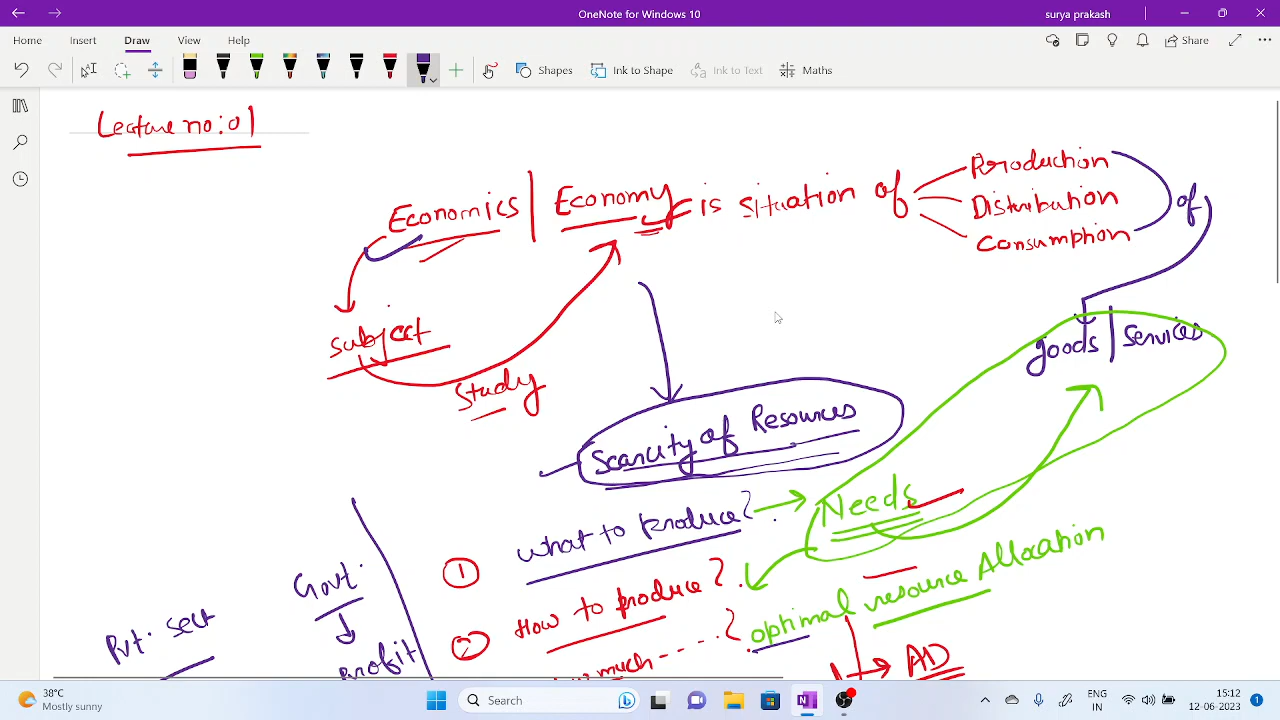 OneNote for Windows 10
surya prakash
Home Insert Draw View Help
Share
Shapes Ink to Shape Ink to Text Maths
Lecture no:01
Economics | Economy is situation of
Production
Distribution
Consumption
of
goods | services
subject
Study
Scarcity of Resources
Needs
① what to produce?
optimal resource Allocation
② How to produce?
much----?
AD
Govt.
Pvt. sect
profit
38°C
Mostly sunny
Search
ENG
IN
15:12
12-06-2023
1